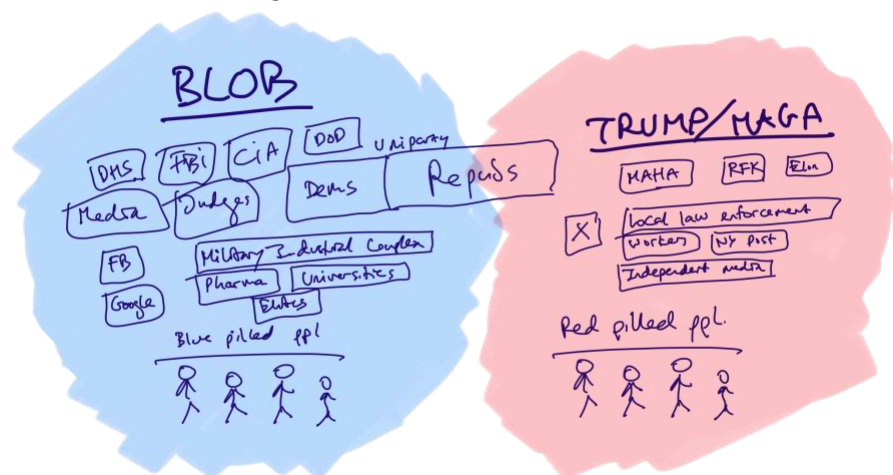 BLOB
DHS
FBi
CiA
DoD
Uniparty
Media
Judges
Dems
Repubs
FB
Google
Military Industrial Complex
Pharma
Universities
Elites
Blue pilled ppl
TRUMP/MAGA
MAHA
RFK
Elon
X
Local law enforcement
Workers
NY Post
Independent media
Red pilled ppl.